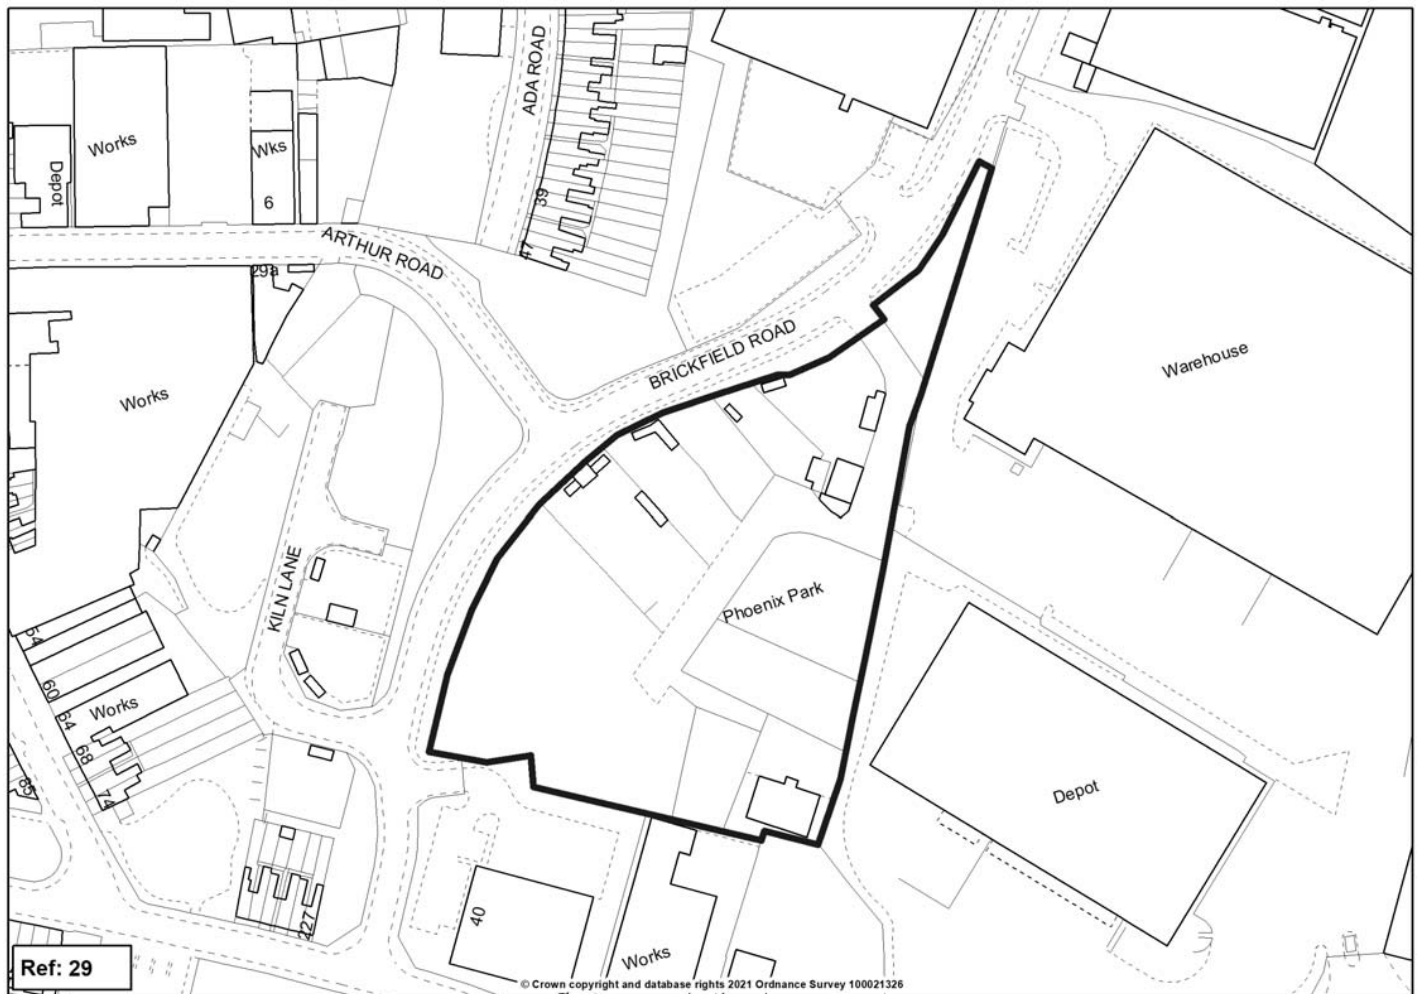 ADA ROAD
Works
Wks
Depot
6
39
47
ARTHUR ROAD
29a
BRICKFIELD ROAD
Warehouse
Works
KILN LANE
Phoenix Park
54
60
64
Works
68
74
85
Depot
40
227
Works
Ref: 29
© Crown copyright and database rights 2021 Ordnance Survey 100021326